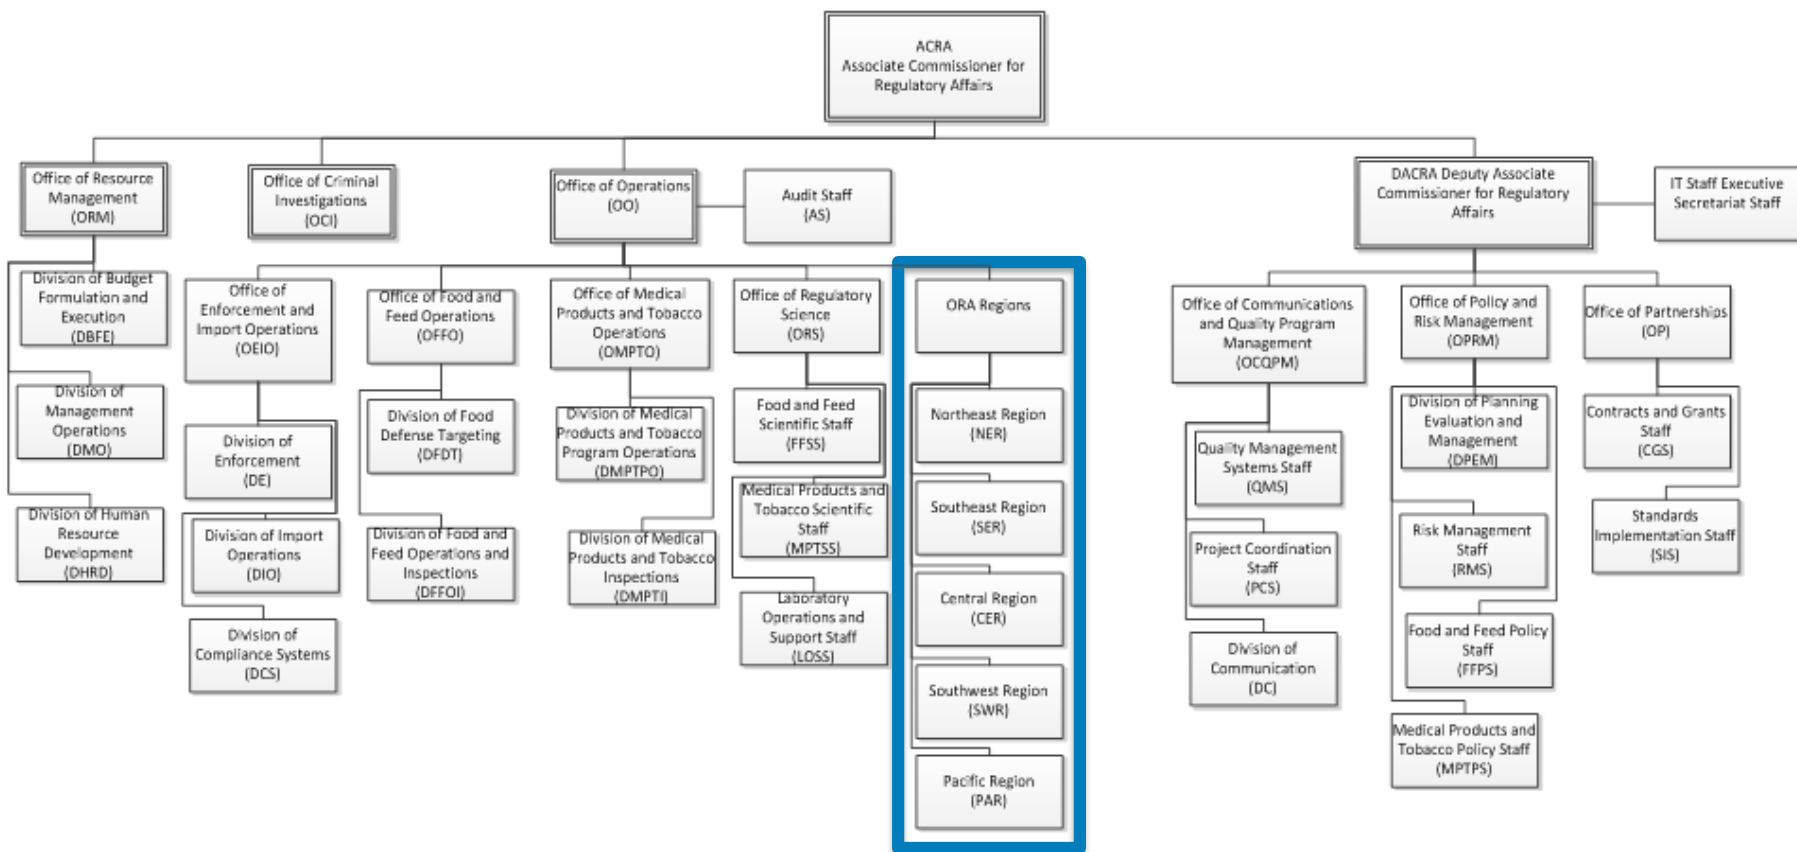 ACRA
Associate Commissioner for
Regulatory Affairs
Office of Resource
Management
(ORM)
Office of Criminal
Investigations
(OCI)
Office of Operations
(OO)
Audit Staff
(AS)
DACRA Deputy Associate
Commissioner for Regulatory
Affairs
IT Staff Executive
Secretariat Staff
Division of Budget
Formulation and
Execution
(DBFE)
Division of
Management
Operations
(DMO)
Division of Human
Resource
Development
(DHRD)
Office of
Enforcement and
Import Operations
(OEIO)
Division of
Enforcement
(DE)
Division of Import
Operations
(DIO)
Division of
Compliance Systems
(DCS)
Office of Food and
Feed Operations
(OFFO)
Division of Food
Defense Targeting
(DFDT)
Division of Food and
Feed Operations and
Inspections
(DFFOI)
Office of Medical
Products and Tobacco
Operations
(OMPTO)
Division of Medical
Products and Tobacco
Program Operations
(DMPTPO)
Division of Medical
Products and Tobacco
Inspections
(DMPTI)
Office of Regulatory
Science
(ORS)
Food and Feed
Scientific Staff
(FFSS)
Medical Products and
Tobacco Scientific
Staff
(MPTSS)
Laboratory
Operations and
Support Staff
(LOSS)
ORA Regions
Northeast Region
(NER)
Southeast Region
(SER)
Central Region
(CER)
Southwest Region
(SWR)
Pacific Region
(PAR)
Office of Communications
and Quality Program
Management
(OCQPM)
Quality Management
Systems Staff
(QMS)
Project Coordination
Staff
(PCS)
Division of
Communication
(DC)
Office of Policy and
Risk Management
(OPRM)
Division of Planning
Evaluation and
Management
(DPEM)
Risk Management
Staff
(RMS)
Food and Feed Policy
Staff
(FFPS)
Medical Products and
Tobacco Policy Staff
(MPTPS)
Office of Partnerships
(OP)
Contracts and Grants
Staff
(CGS)
Standards
Implementation Staff
(SIS)